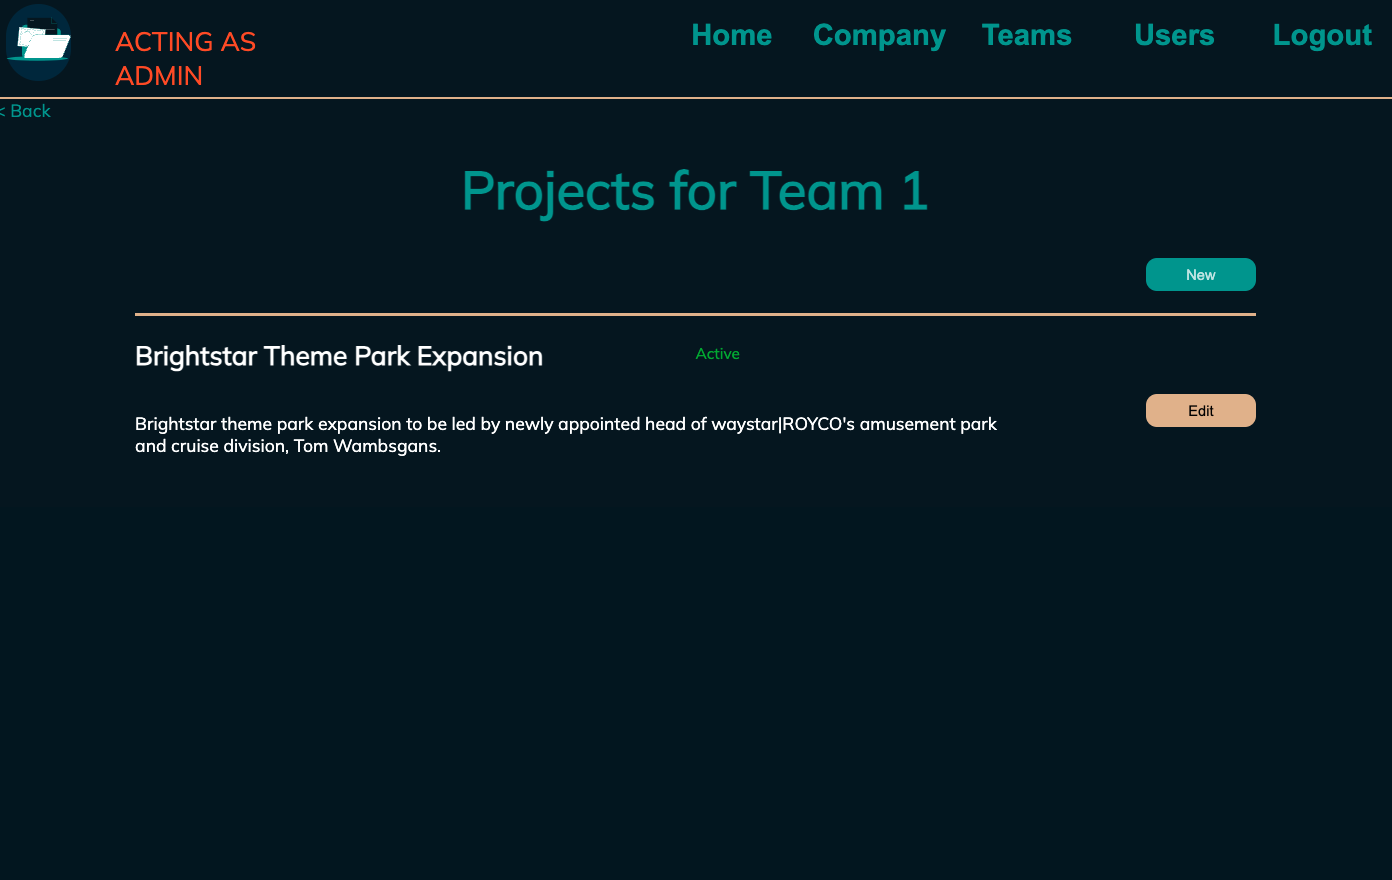 ACTING AS
ADMIN
Home Company Teams Users Logout
< Back
Projects for Team 1
New
Brightstar Theme Park Expansion Active
Edit
Brightstar theme park expansion to be led by newly appointed head of waystar|ROYCO's amusement park
and cruise division, Tom Wambsgans.